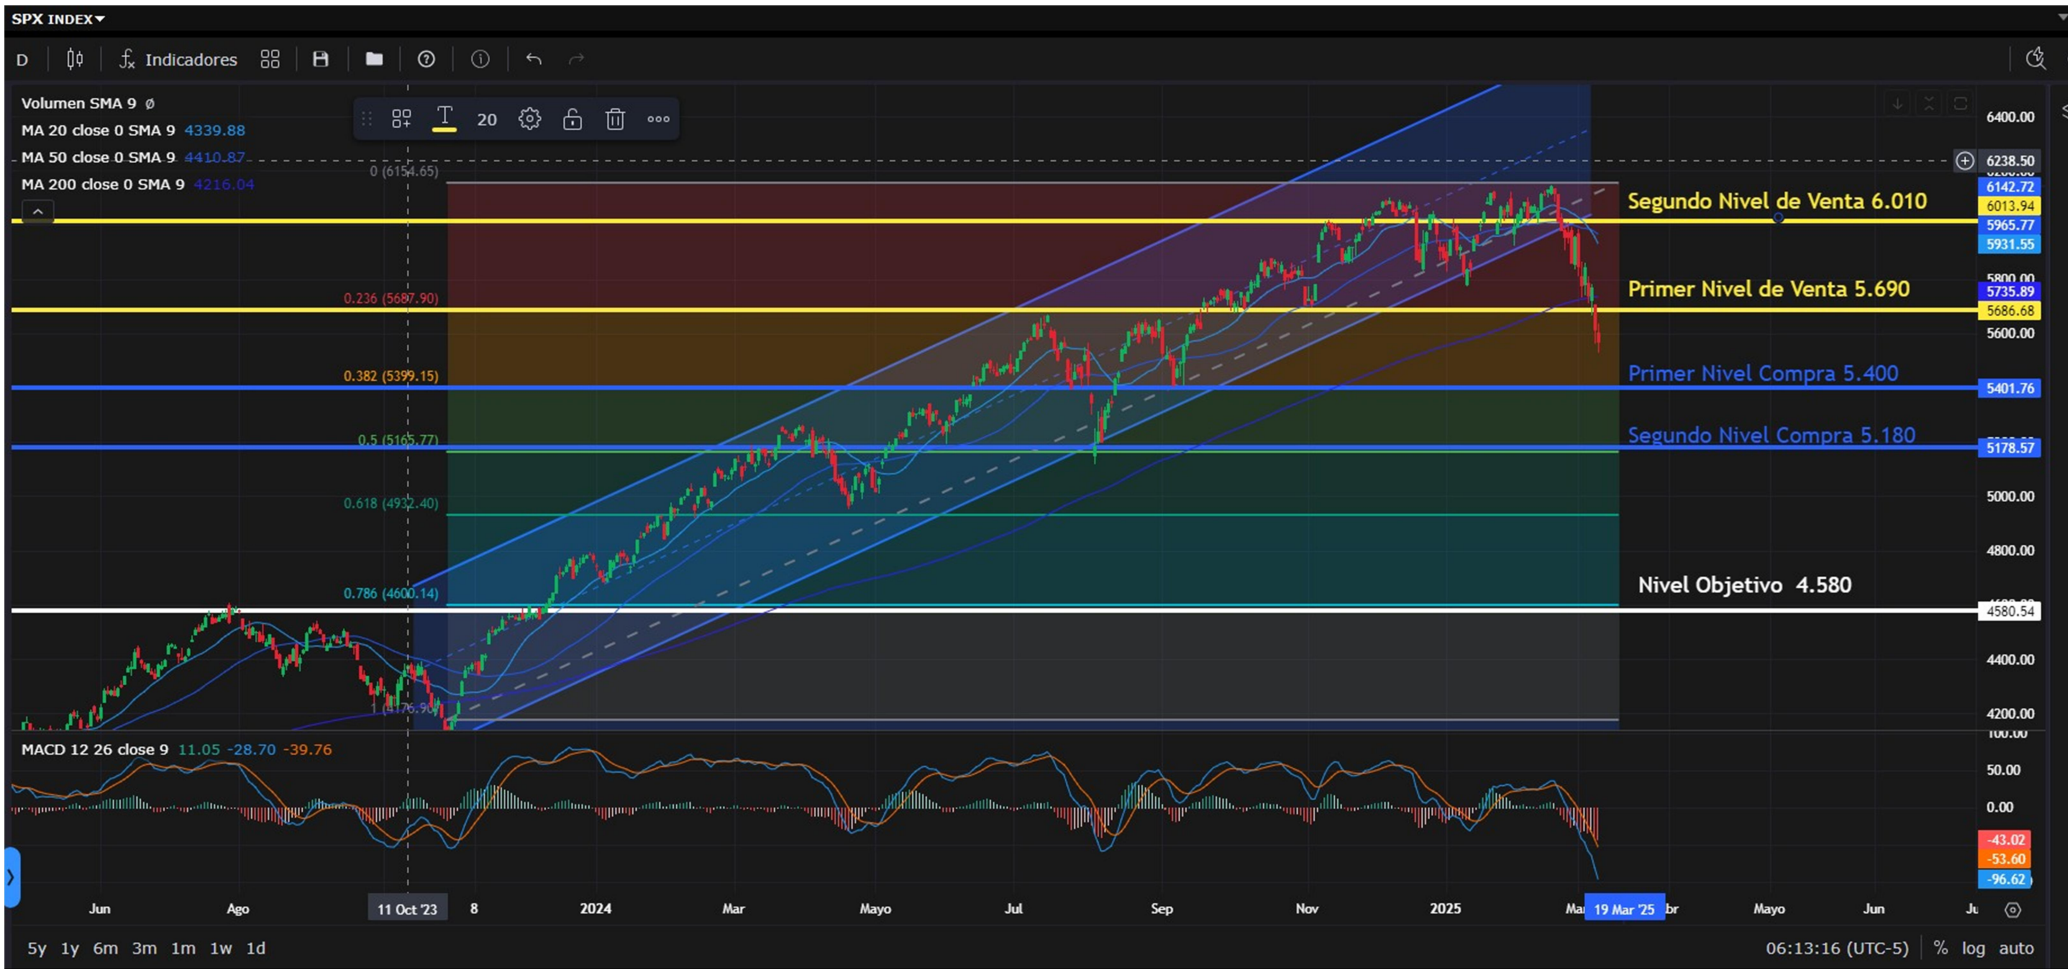 SPX INDEX
D Indicadores
Volumen SMA 9 ø
MA 20 close 0 SMA 9 4339.88
MA 50 close 0 SMA 9 4410.87
MA 200 close 0 SMA 9 4216.04
T 20
0 (6154.65)
0.236 (5687.90)
0.382 (5399.15)
0.5 (5165.77)
0.618 (4932.40)
0.786 (4600.14)
1 (4176.90)
Segundo Nivel de Venta 6.010
Primer Nivel de Venta 5.690
Primer Nivel Compra 5.400
Segundo Nivel Compra 5.180
Nivel Objetivo 4.580
6400.00
6238.50
6142.72
6013.94
5965.77
5931.55
5800.00
5735.89
5686.68
5600.00
5401.76
5178.57
5000.00
4800.00
4580.54
4400.00
4200.00
MACD 12 26 close 9 11.05 -28.70 -39.76
100.00
50.00
0.00
-43.02
-53.60
-96.62
Jun Ago 11 Oct '23 8 2024 Mar Mayo Jul Sep Nov 2025 19 Mar '25 Mayo Jun
5y 1y 6m 3m 1m 1w 1d
06:13:16 (UTC-5) % log auto